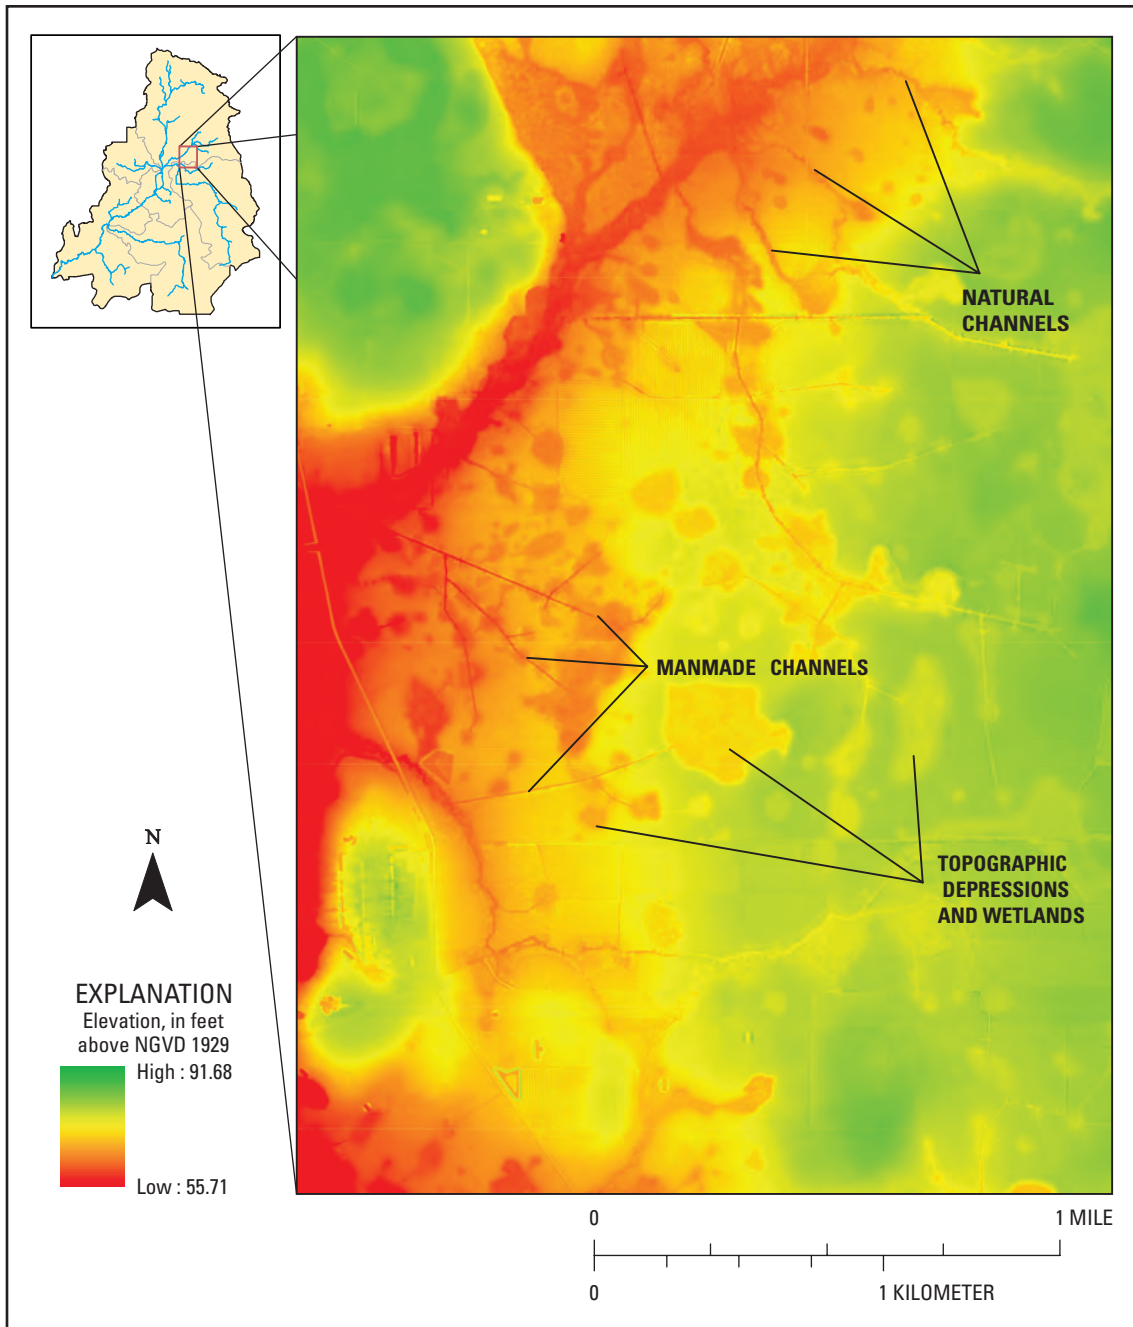 NATURAL
CHANNELS
MANMADE CHANNELS
TOPOGRAPHIC
DEPRESSIONS
AND WETLANDS
N
EXPLANATION
Elevation, in feet
above NGVD 1929
High : 91.68
Low : 55.71
0 1 MILE
0 1 KILOMETER